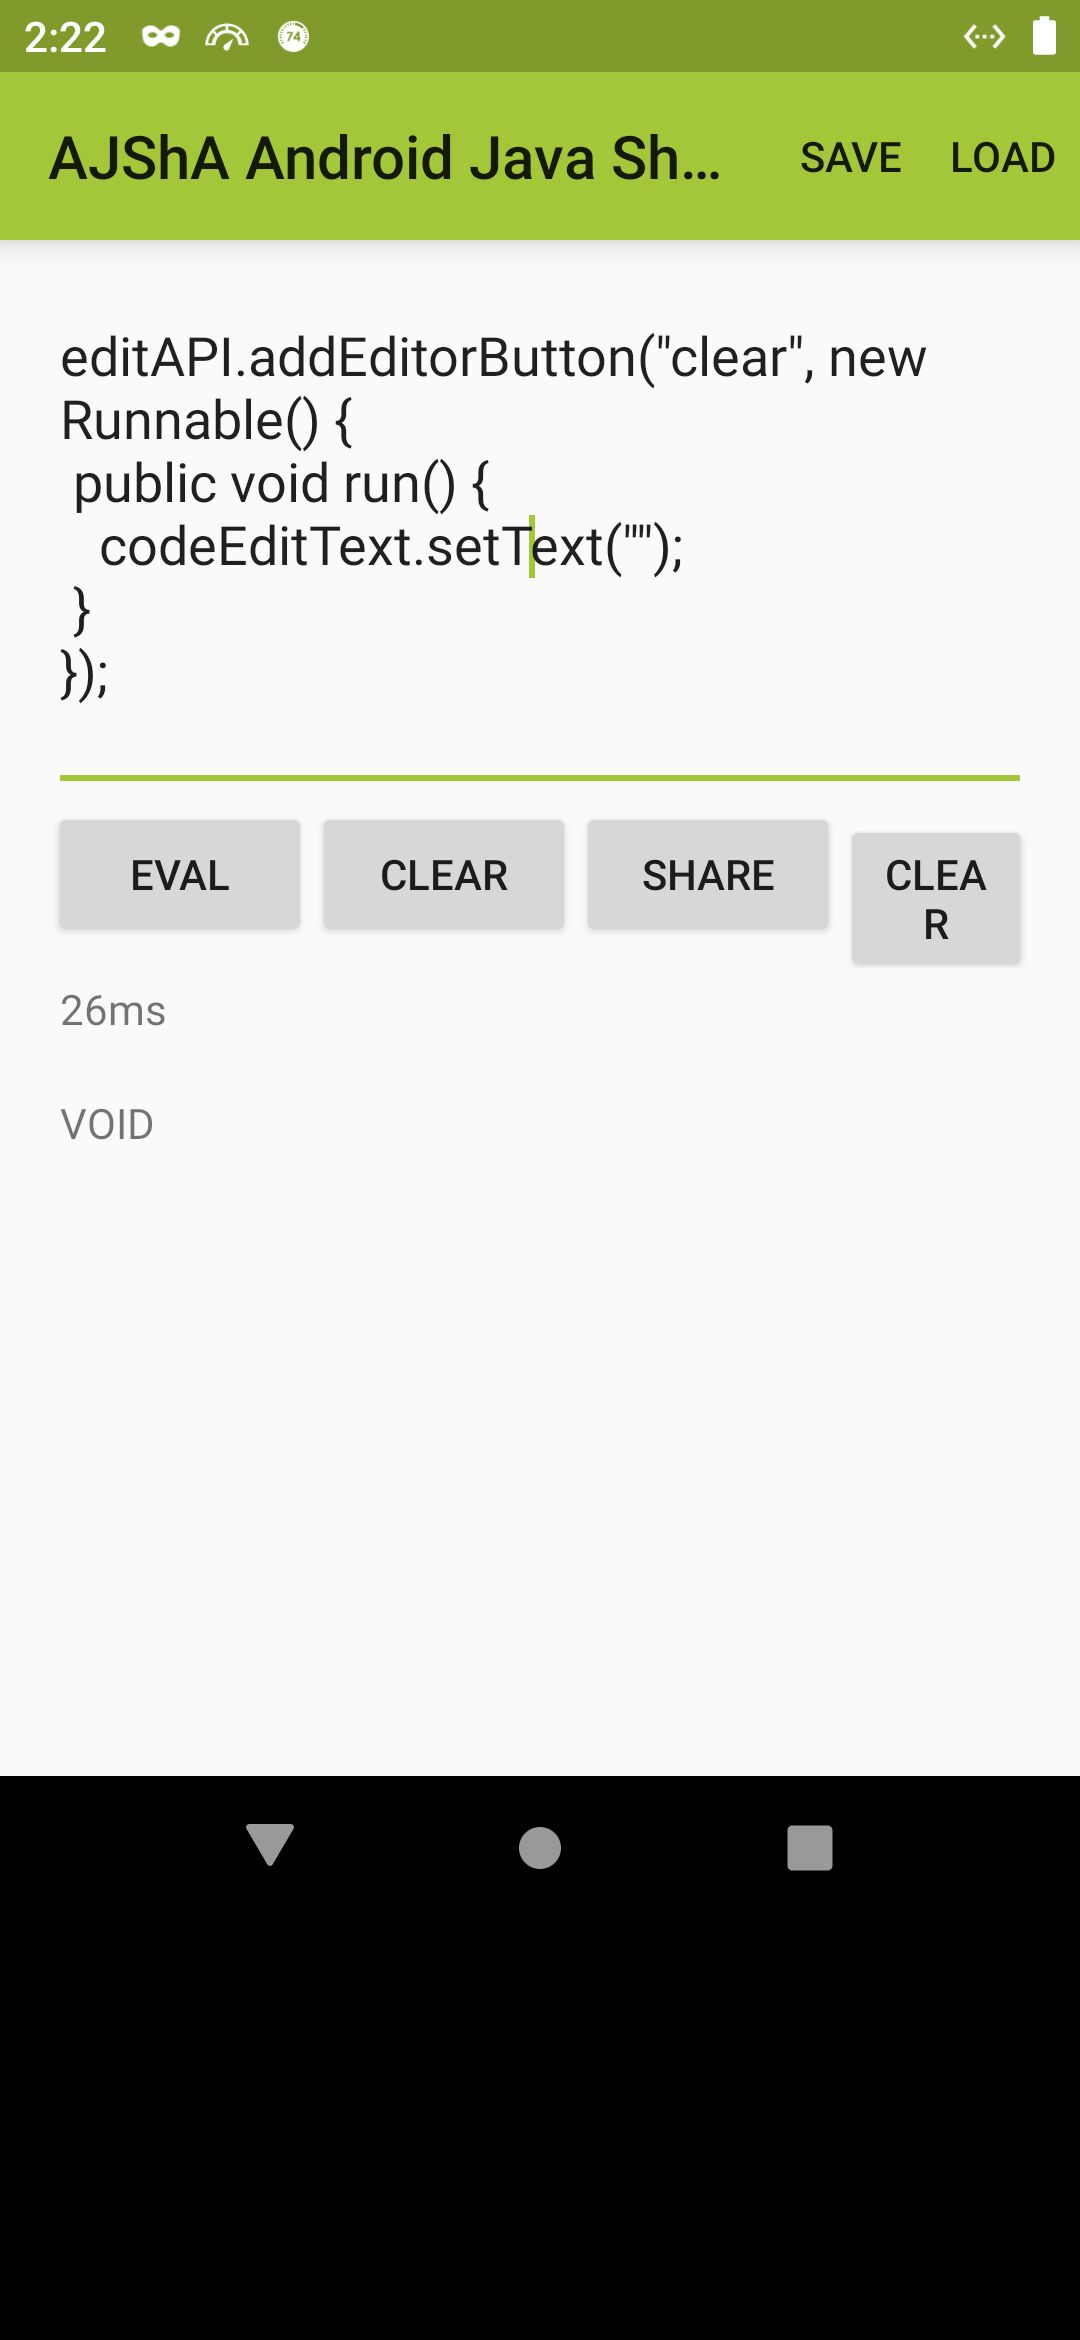 2:22
74
AJShA Android Java Sh...
SAVE
LOAD
editAPI.addEditorButton("clear", new
Runnable() {
 public void run() {
   codeEditText.setText("");
 }
});
EVAL
CLEAR
SHARE
CLEA
R
26ms
VOID